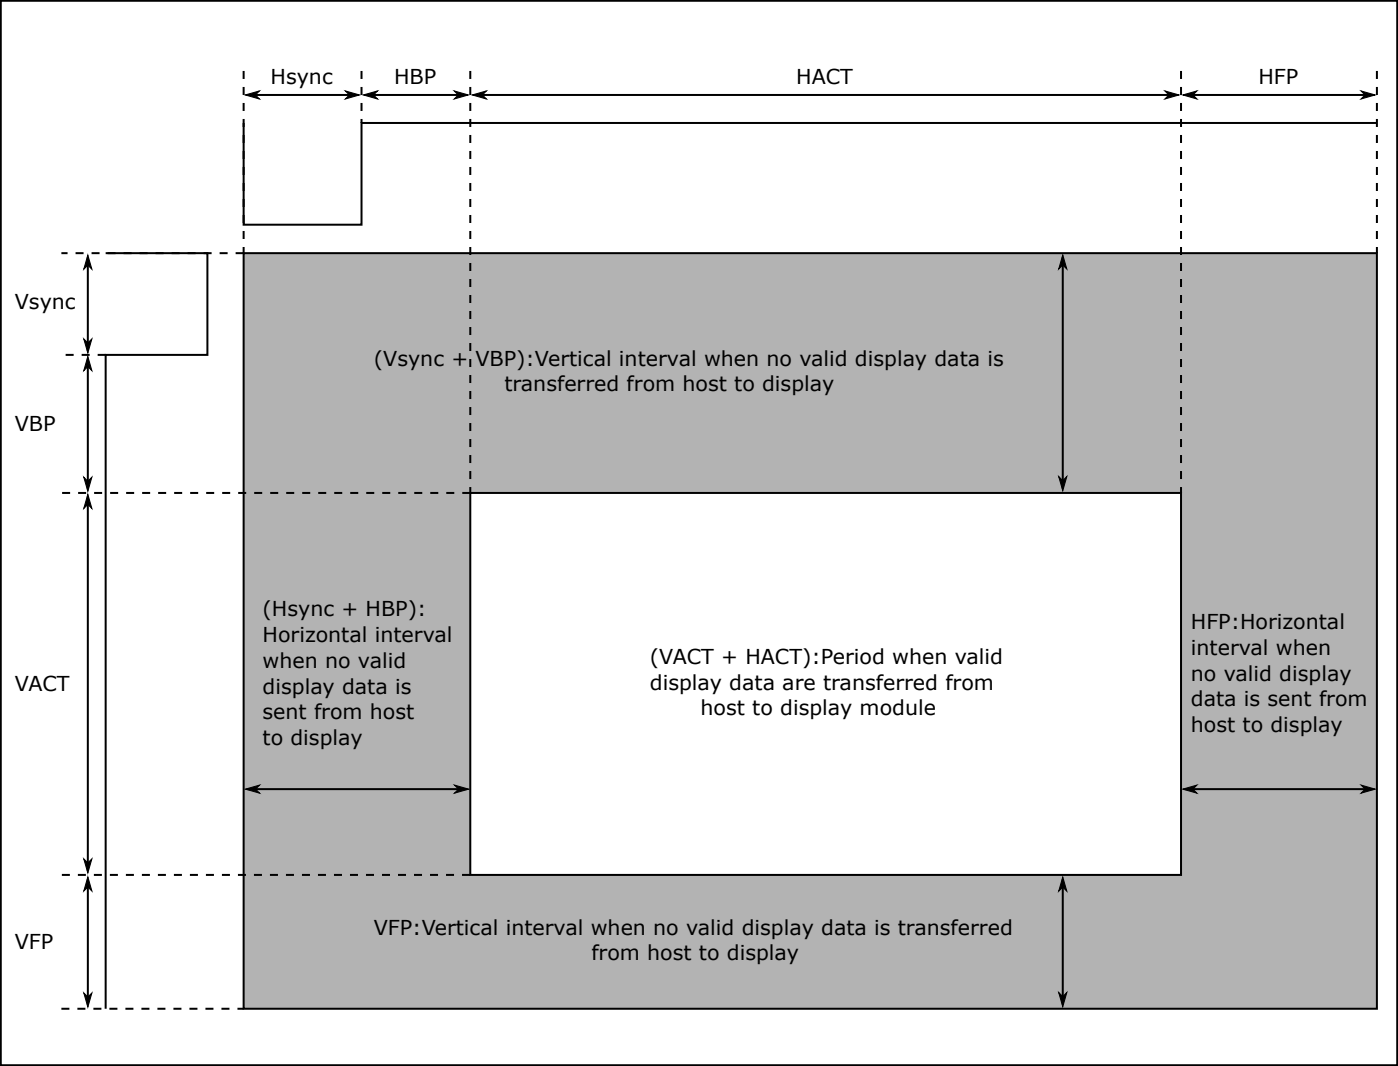 Hsync
HBP
HACT
HFP
Vsync
(Vsync + VBP):Vertical interval when no valid display data is
transferred from host to display
VBP
(Hsync + HBP):
Horizontal interval
when no valid
display data is
sent from host
to display
(VACT + HACT):Period when valid
display data are transferred from
host to display module
HFP:Horizontal
interval when
no valid display
data is sent from
host to display
VACT
VFP:Vertical interval when no valid display data is transferred
from host to display
VFP